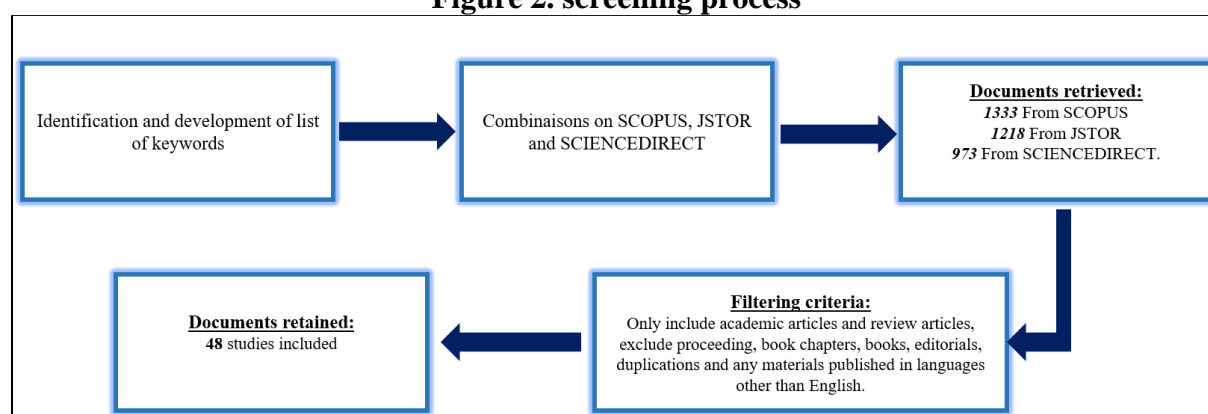 Figure 2. screening process
Identification and development of list
of keywords
Combinaisons on SCOPUS, JSTOR
and SCIENCEDIRECT
Documents retrieved:
1333 From SCOPUS
1218 From JSTOR
973 From SCIENCEDIRECT.
Filtering criteria:
Only include academic articles and review articles,
exclude proceeding, book chapters, books, editorials,
duplications and any materials published in languages
other than English.
Documents retained:
48 studies included